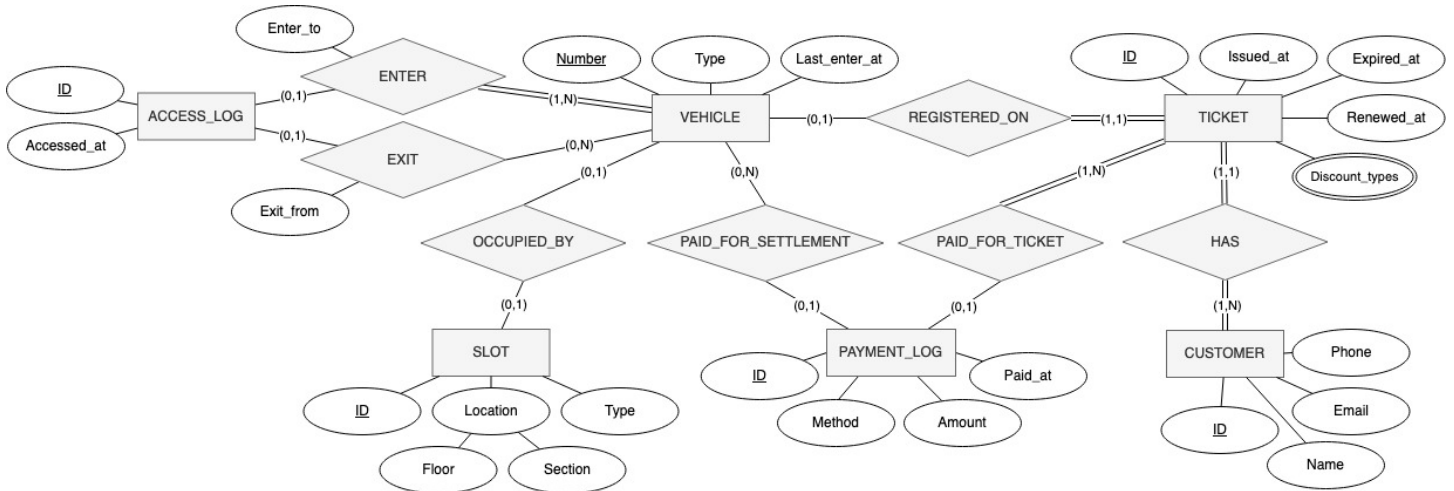 Enter_to
ENTER
Number
Type
Last_enter_at
ID
Issued_at
Expired_at
ID
ACCESS_LOG
(0,1)
(1,N)
VEHICLE
(0,1)
REGISTERED_ON
(1,1)
TICKET
Renewed_at
Accessed_at
(0,1)
EXIT
(0,N)
Exit_from
(0,1)
(0,N)
(1,N)
(1,1)
Discount_types
OCCUPIED_BY
PAID_FOR_SETTLEMENT
PAID_FOR_TICKET
HAS
(0,1)
(0,1)
(0,1)
(1,N)
SLOT
PAYMENT_LOG
CUSTOMER
Phone
ID
Location
Type
ID
Paid_at
Method
Amount
Email
ID
Floor
Section
Name